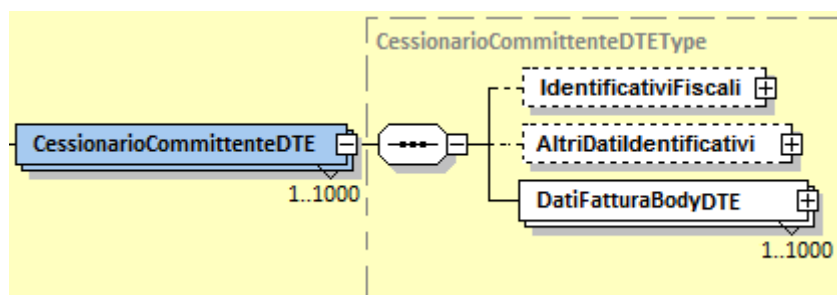 CessionarioCommittenteDTEType
IdentificativiFiscali
CessionarioCommittenteDTE
AltriDatiIdentificativi
1..1000
DatiFatturaBodyDTE
1..1000